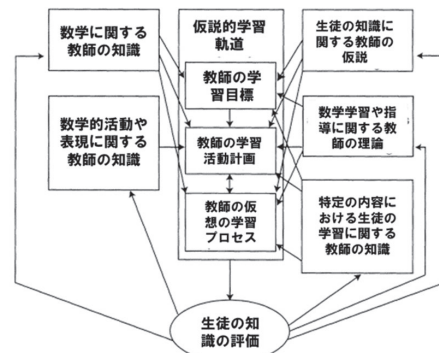 数学に関する
教師の知識
仮説的学習
軌道
生徒の知識に
関する教師の
仮説
教師の学
習目標
数学的活動や
表現に関する
教師の知識
教師の学習
活動計画
数学学習や指
導に関する教
師の理論
教師の仮
想の学習
プロセス
特定の内容に
おける生徒の
学習に関する
教師の知識
生徒の知
識の評価